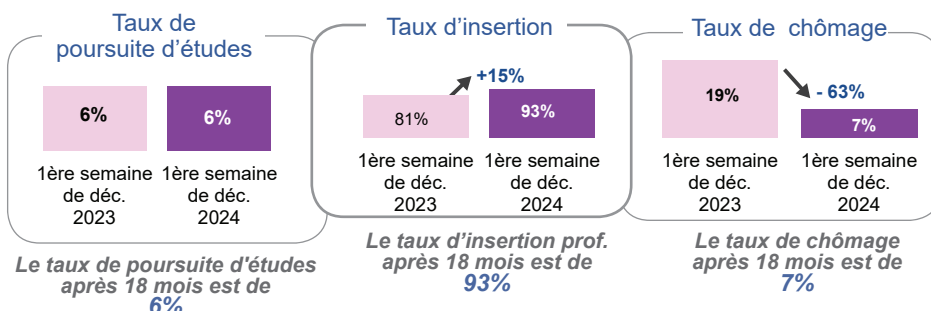 Taux de
poursuite d'études
6%
6%
1ère semaine
de déc.
2023
1ère semaine
de déc.
2024
Le taux de poursuite d'études
après 18 mois est de
6%
Taux d'insertion
+15%
81%
93%
1ère semaine
de déc.
2023
1ère semaine
de déc.
2024
Le taux d'insertion prof.
après 18 mois est de
93%
Taux de chômage
19%
- 63%
7%
1ère semaine
de déc.
2023
1ère semaine
de déc.
2024
Le taux de chômage
après 18 mois est de
7%